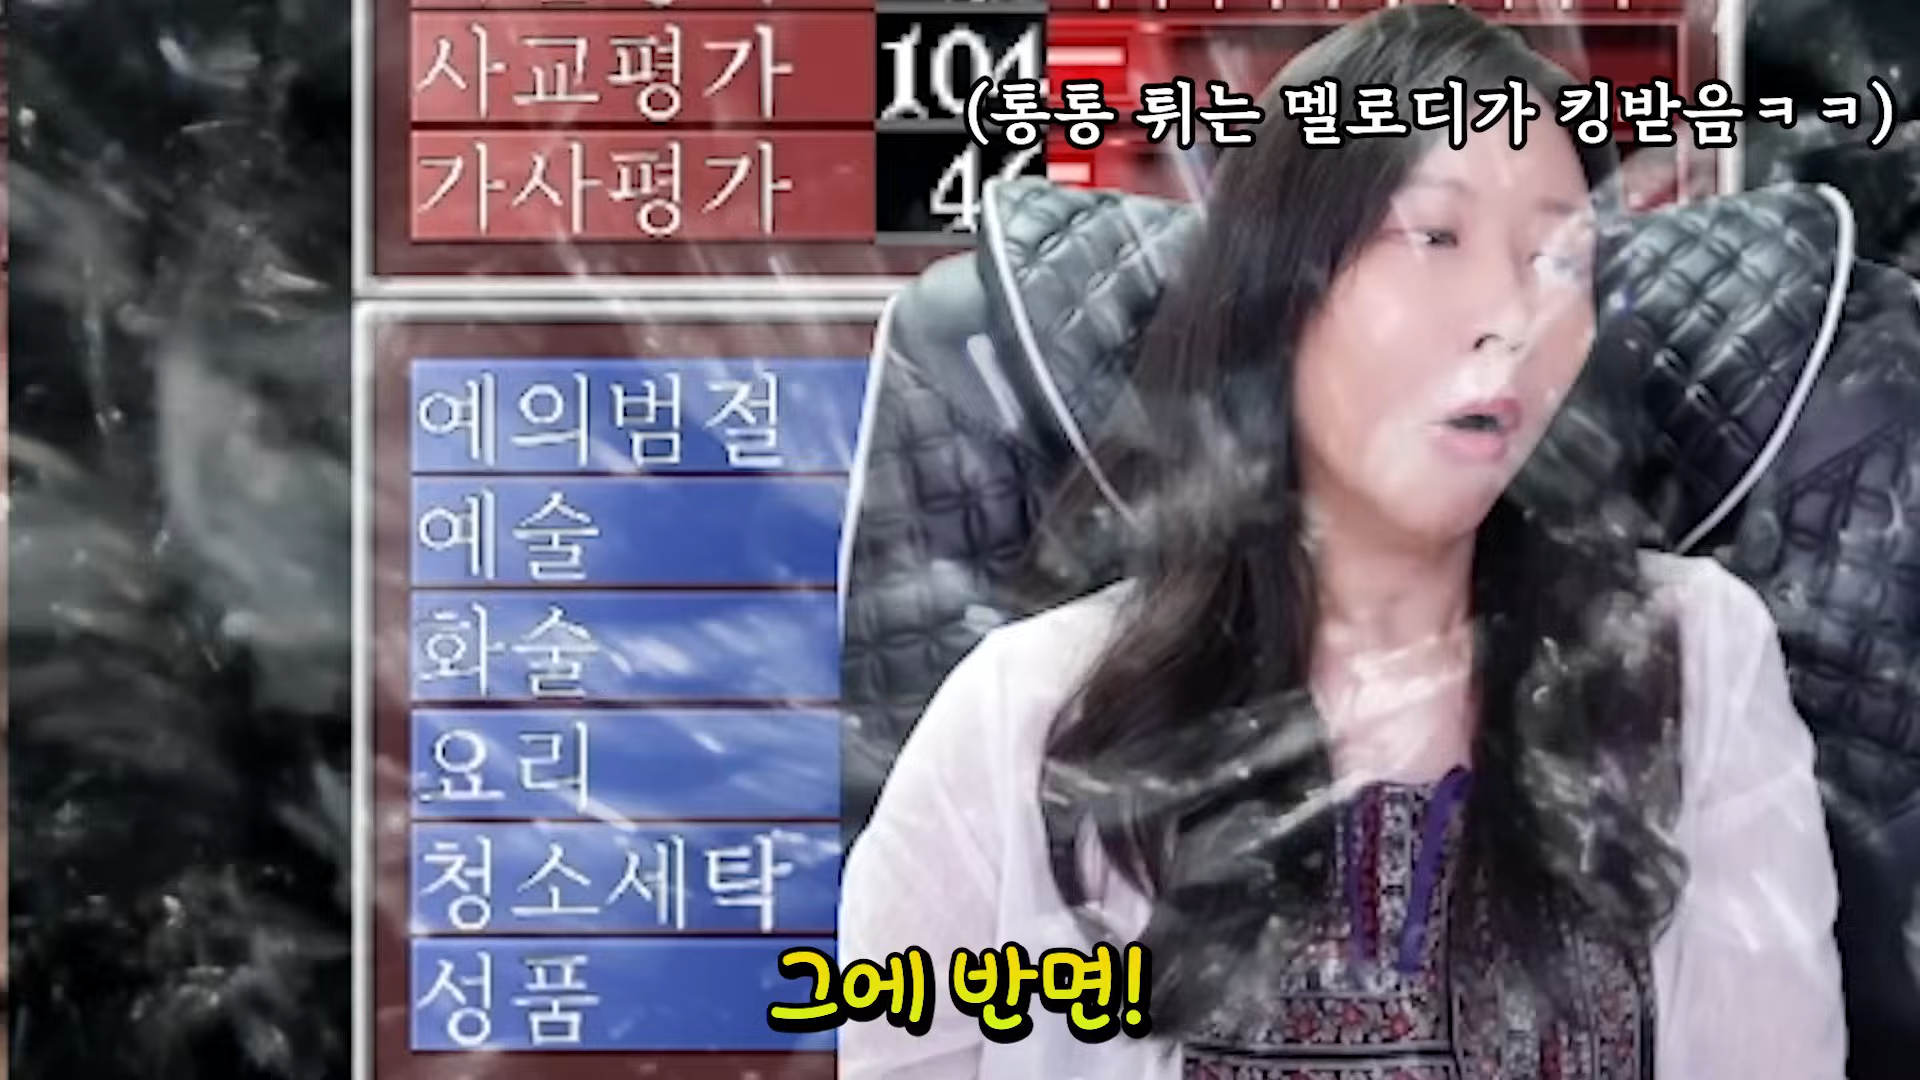 사교평가 104
(통통 튀는 멜로디가 킹받음ㅋㅋ)
가사평가
예의범절
예술
화술
요리
청소세탁
성품
그에 반면!